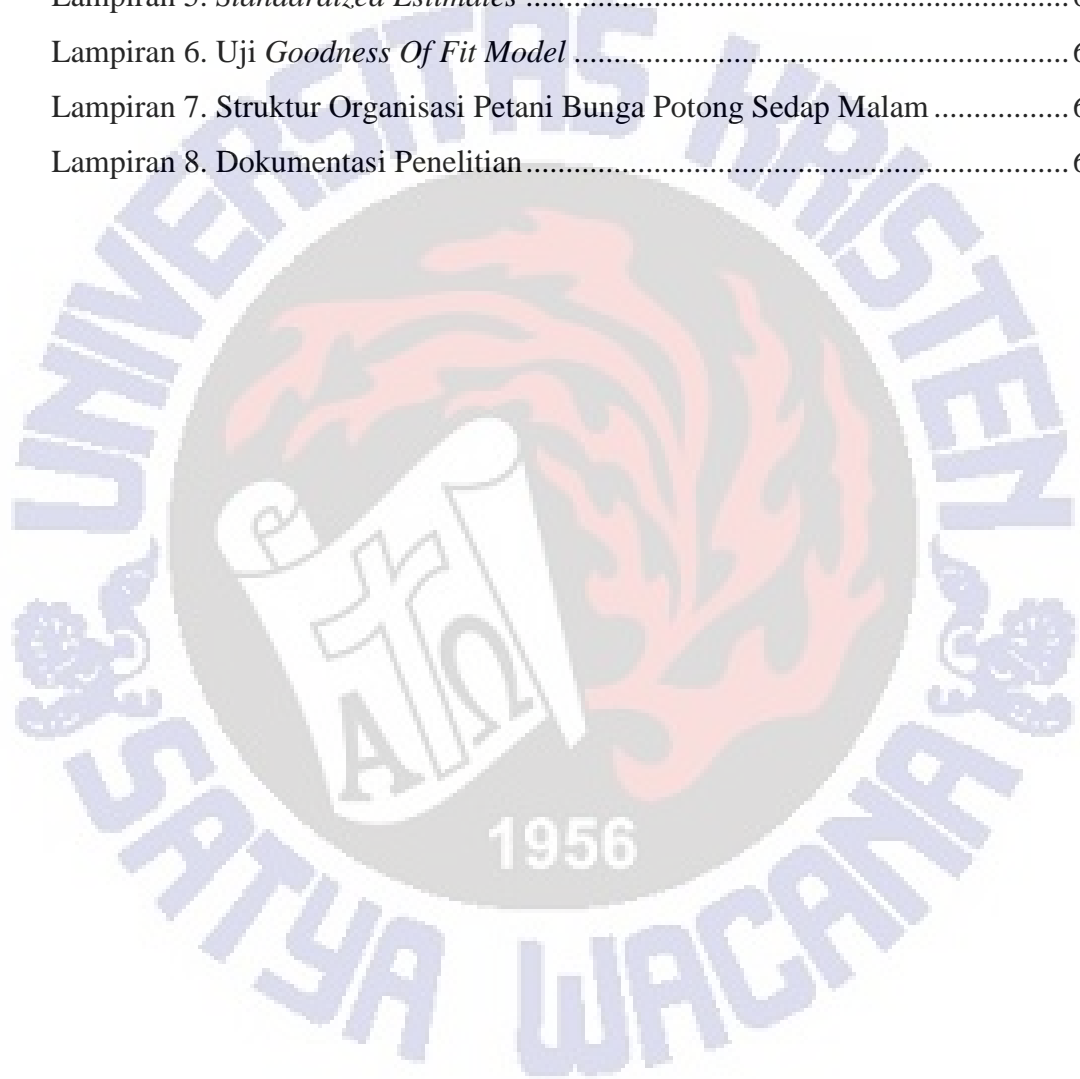 Lampiran 5. Standardized Estimates ....................................................................6
Lampiran 6. Uji Goodness Of Fit Model ..............................................................6
Lampiran 7. Struktur Organisasi Petani Bunga Potong Sedap Malam .................6
Lampiran 8. Dokumentasi Penelitian....................................................................6
UNIVERSITAS KRISTEN
A Ω
1956
SATYA WACANA